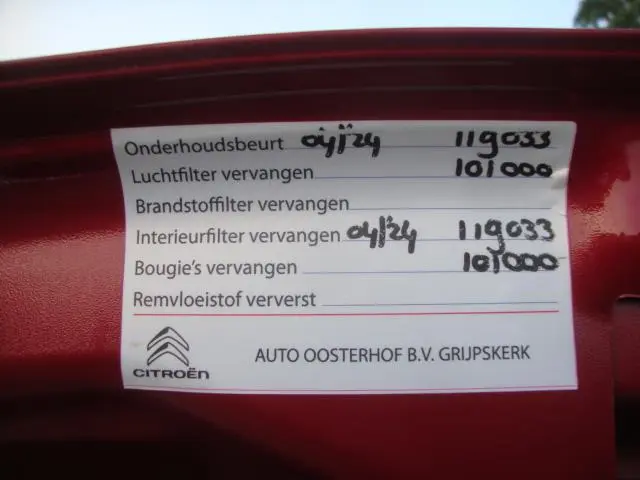 Onderhoudsbeurt 04/'24 119033
Luchtfilter vervangen 101000
Brandstoffilter vervangen
Interieurfilter vervangen 04/'24 119033
Bougie's vervangen 101000
Remvloeistof ververst
CITROËN
AUTO OOSTERHOF B.V. GRIJPSKERK